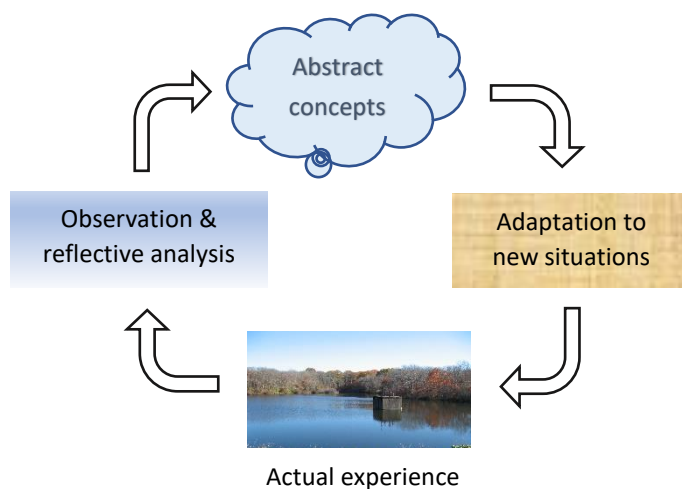 Abstract
concepts
Observation &
reflective analysis
Adaptation to
new situations
Actual experience